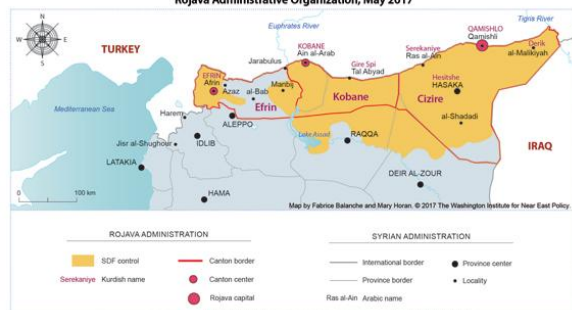 Rojava Administrative Organization, May 2017
Euphrates River
Tigris River
TURKEY
KOBANE
Ain al-Arab
QAMISHLO
Qamishli
Derik
al-Malikiyah
Jarabulus
Gire Spi
Tal Abyad
Serekaniye
Ras al-Ain
EFRIN
Afrin
Azaz
al-Bab
Manbij
Efrin
Kobane
Cizire
Hesitshe
HASAKA
Mediterranean Sea
Harem
ALEPPO
al-Shadadi
Jisr al-Shughour
IDLIB
Lake Assad
RAQQA
IRAQ
LATAKIA
DEIR AL-ZOUR
HAMA
N
W
E
S
0
100 km
Map by Fabrice Balanche and Mary Horan. © 2017 The Washington Institute for Near East Policy.
ROJAVA ADMINISTRATION
SYRIAN ADMINISTRATION
SDF control
Canton border
International border
Province center
Serekaniye Kurdish name
Canton center
Province border
Locality
Rojava capital
Ras al-Ain Arabic name